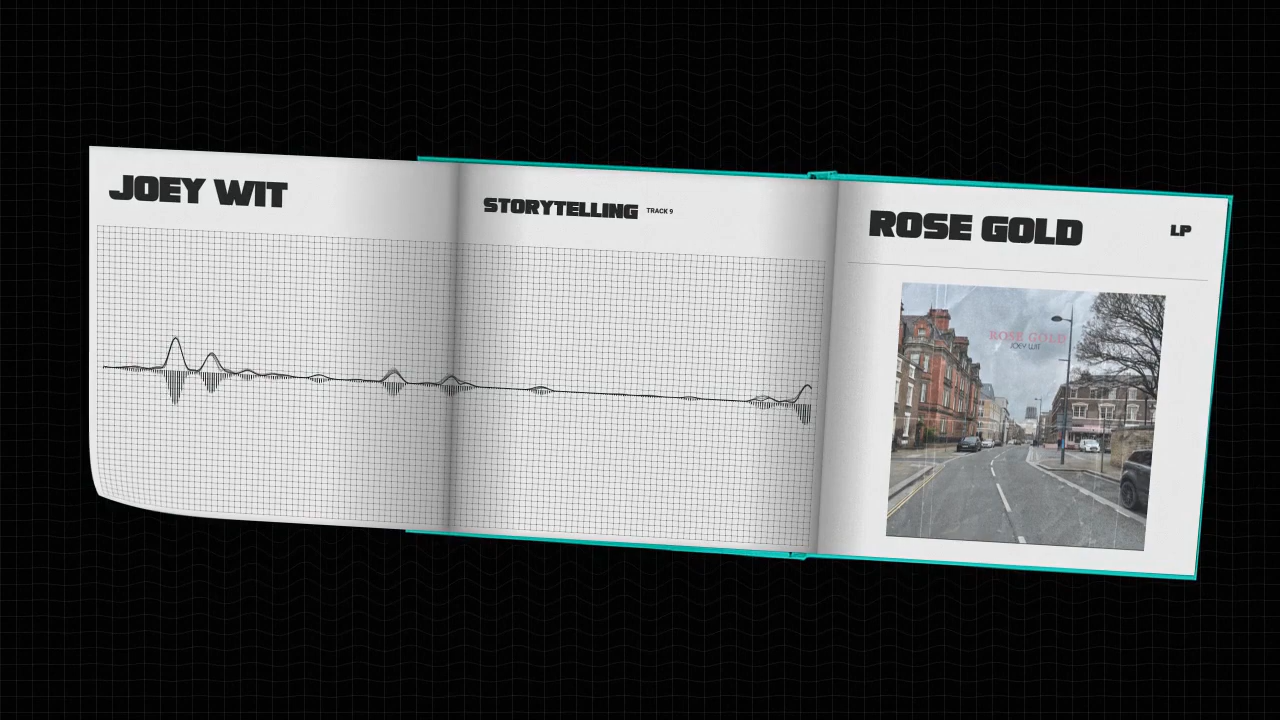 JOEY WIT
STORYTELLING TRACK 9
ROSE GOLD LP
ROSE GOLD
JOEY WIT